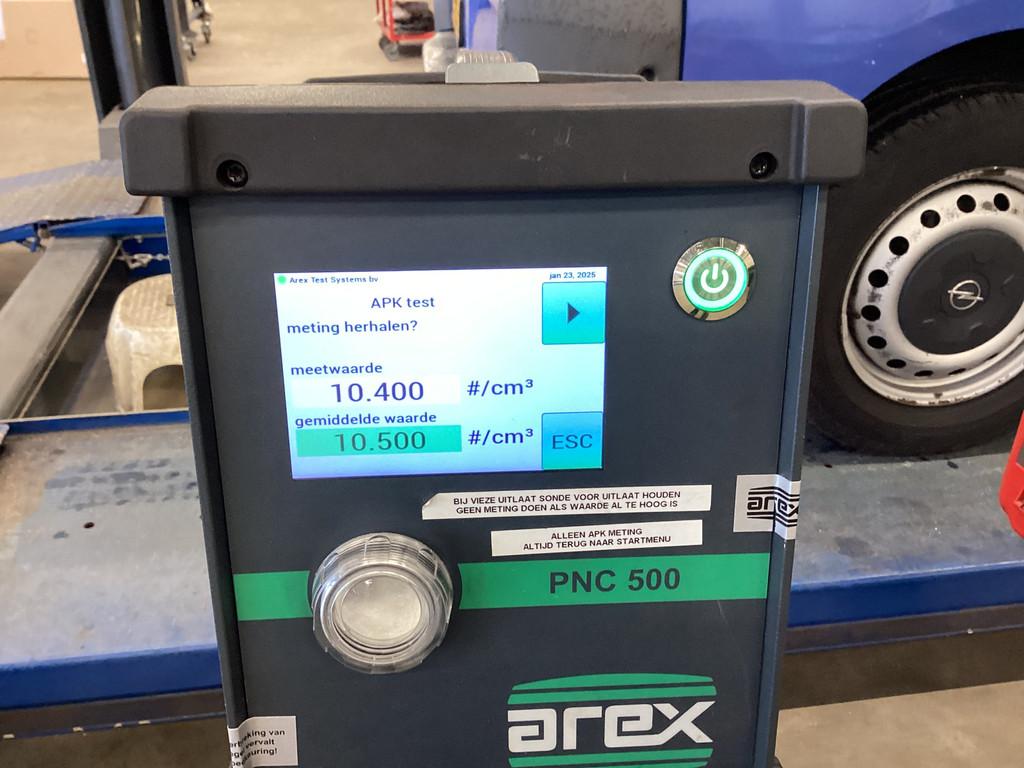 Arex Test Systems bv
jan 23, 2025
APK test
meting herhalen?
meetwaarde
10.400 #/cm³
gemiddelde waarde
10.500 #/cm³
ESC
BIJ VIEZE UITLAAT SONDE VOOR UITLAAT HOUDEN
GEEN METING DOEN ALS WAARDE AL TE HOOG IS
arex
ALLEEN APK METING
ALTIJD TERUG NAAR STARTMENU
PNC 500
arex
van
vervalt